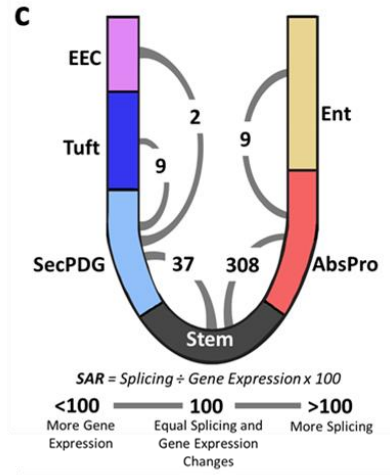 C
EEC
2
Ent
9
Tuft
9
SecPDG
37
308
AbsPro
Stem
SAR = Splicing ÷ Gene Expression x 100
<100
100
>100
More Gene
Expression
Equal Splicing and
Gene Expression
Changes
More Splicing